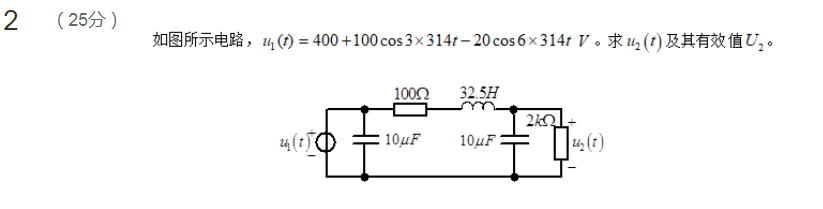 2 （25分）
如图所示电路，u₁(t) = 400 +100cos3×314t − 20cos6×314t V 。求u₂(t)及其有效值U₂。
100Ω 32.5H
2kΩ +
u₁(t) + 10μF 10μF u₂(t)
− −